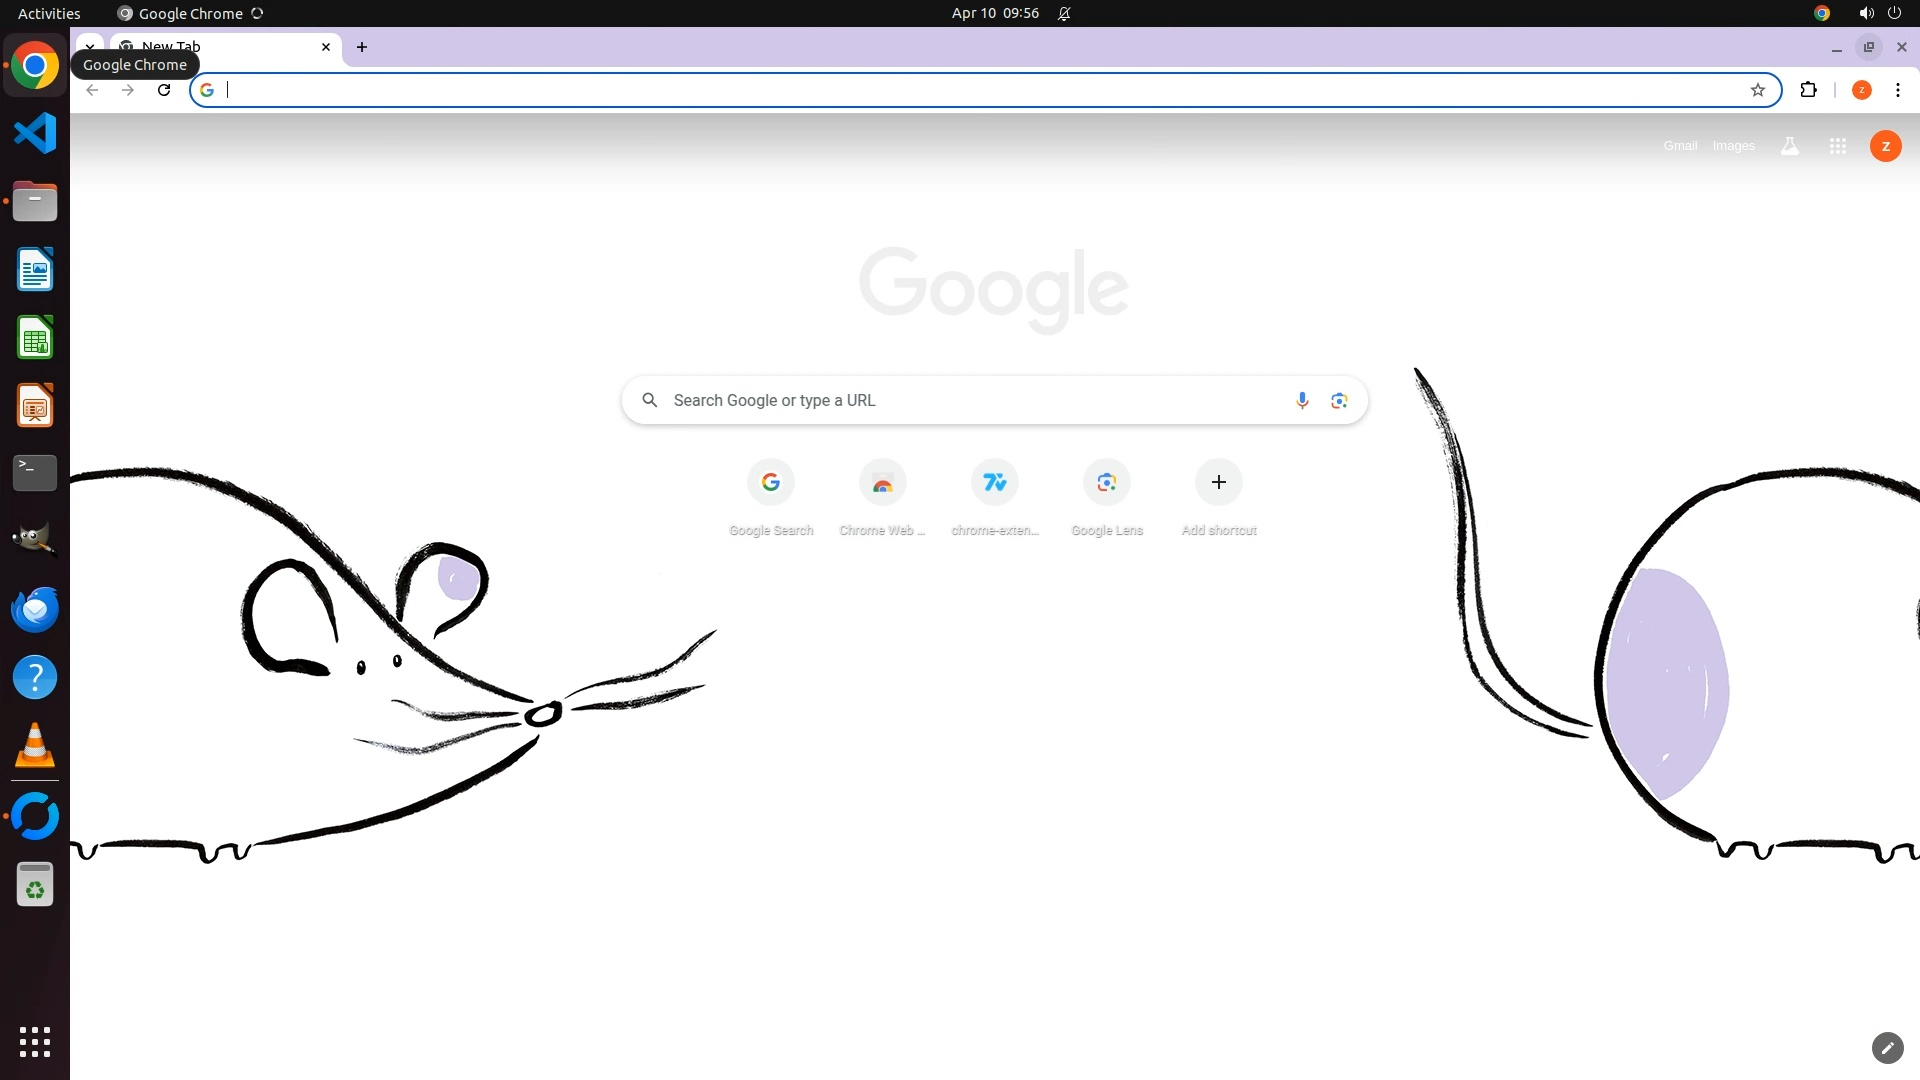 Activities
Google Chrome
Apr 10 09:56
New Tab
Google Chrome
z
Gmail
Images
z
Google
Search Google or type a URL
Google Search
Chrome Web ...
chrome-exten...
Google Lens
Add shortcut